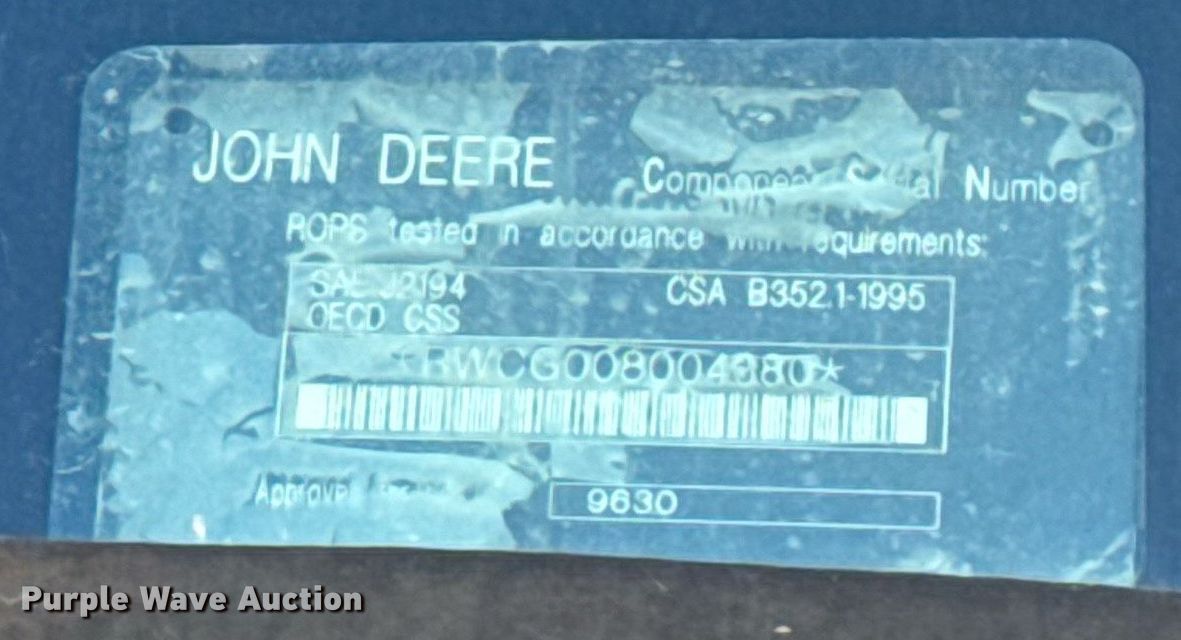 JOHN DEERE
Component Serial Number
ROPS tested in accordance with requirements:
SAE J2194 CSA B352.1-1995
OECD CSS
*RWCG008004380*
Approval
9630
Purple Wave Auction